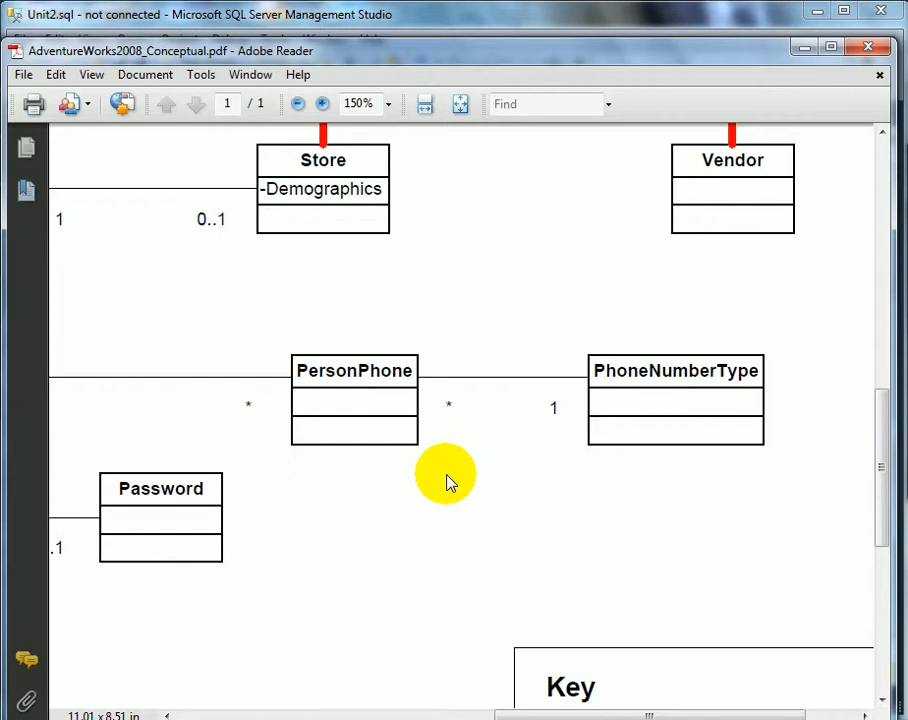 Unit2.sql - not connected - Microsoft SQL Server Management Studio
AdventureWorks2008_Conceptual.pdf - Adobe Reader
File Edit View Document Tools Window Help
1 / 1 150% Find
Store Vendor
-Demographics
1 0..1
PersonPhone PhoneNumberType
* * 1
Password
.1
Key
11.01 x 8.51 in